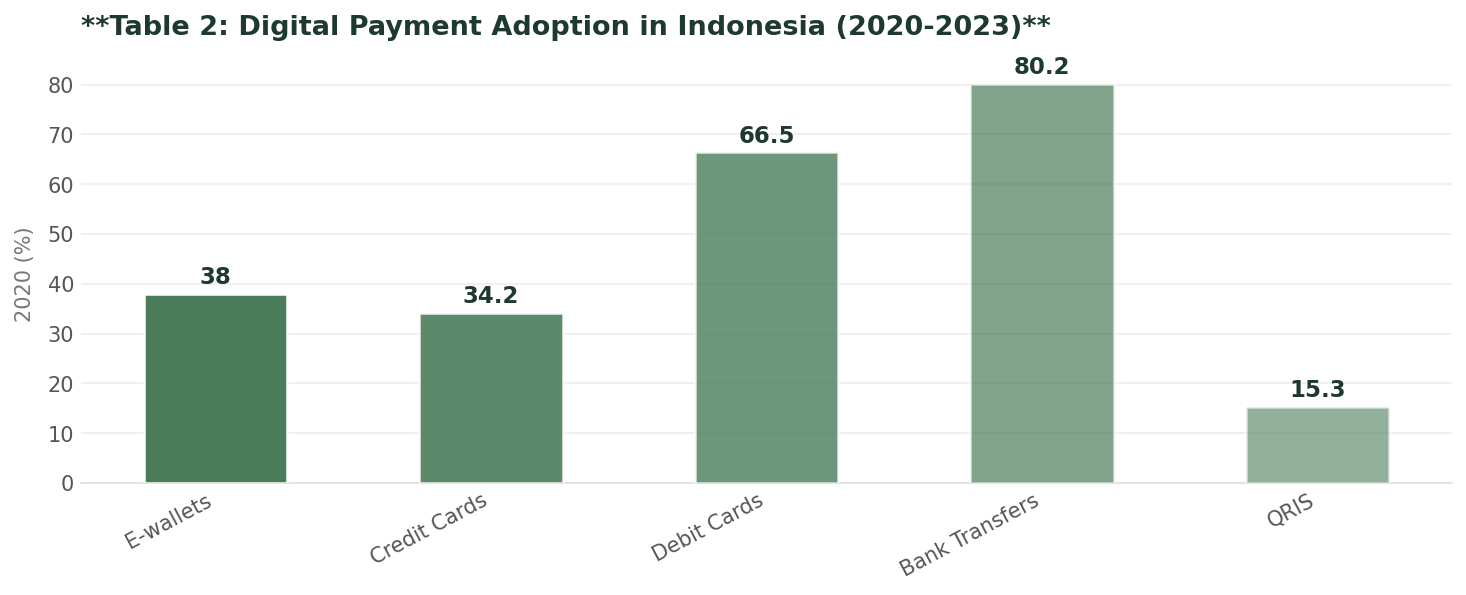 **Table 2: Digital Payment Adoption in Indonesia (2020-2023)**
2020 (%)
80
70
60
50
40
30
20
10
0
38
34.2
66.5
80.2
15.3
E-wallets
Credit Cards
Debit Cards
Bank Transfers
QRIS